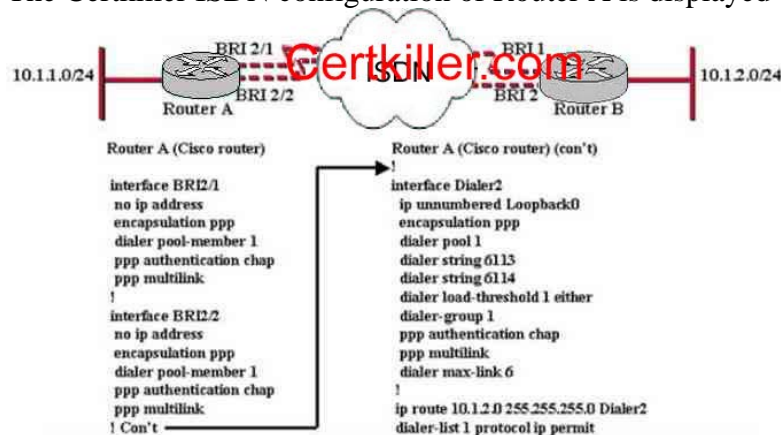 The Certkiller ISDN configuration of Router A is displayed
BRI 2/1
BRI 2/2
Certkiller.com
ISDN
BRI 1
BRI 2
10.1.1.0/24
10.1.2.0/24
Router A
Router B
Router A (Cisco router)
interface BRI2/1
no ip address
encapsulation ppp
dialer pool-member 1
ppp authentication chap
ppp multilink
!
interface BRI2/2
no ip address
encapsulation ppp
dialer pool-member 1
ppp authentication chap
ppp multilink
! Con't
Router A (Cisco router) (con't)
!
interface Dialer2
ip unnumbered Loopback0
encapsulation ppp
dialer pool 1
dialer string 6113
dialer string 6114
dialer load-threshold 1 either
dialer-group 1
ppp authentication chap
ppp multilink
dialer max-link 6
!
ip route 10.1.2.0 255.255.255.0 Dialer2
dialer-list 1 protocol ip permit